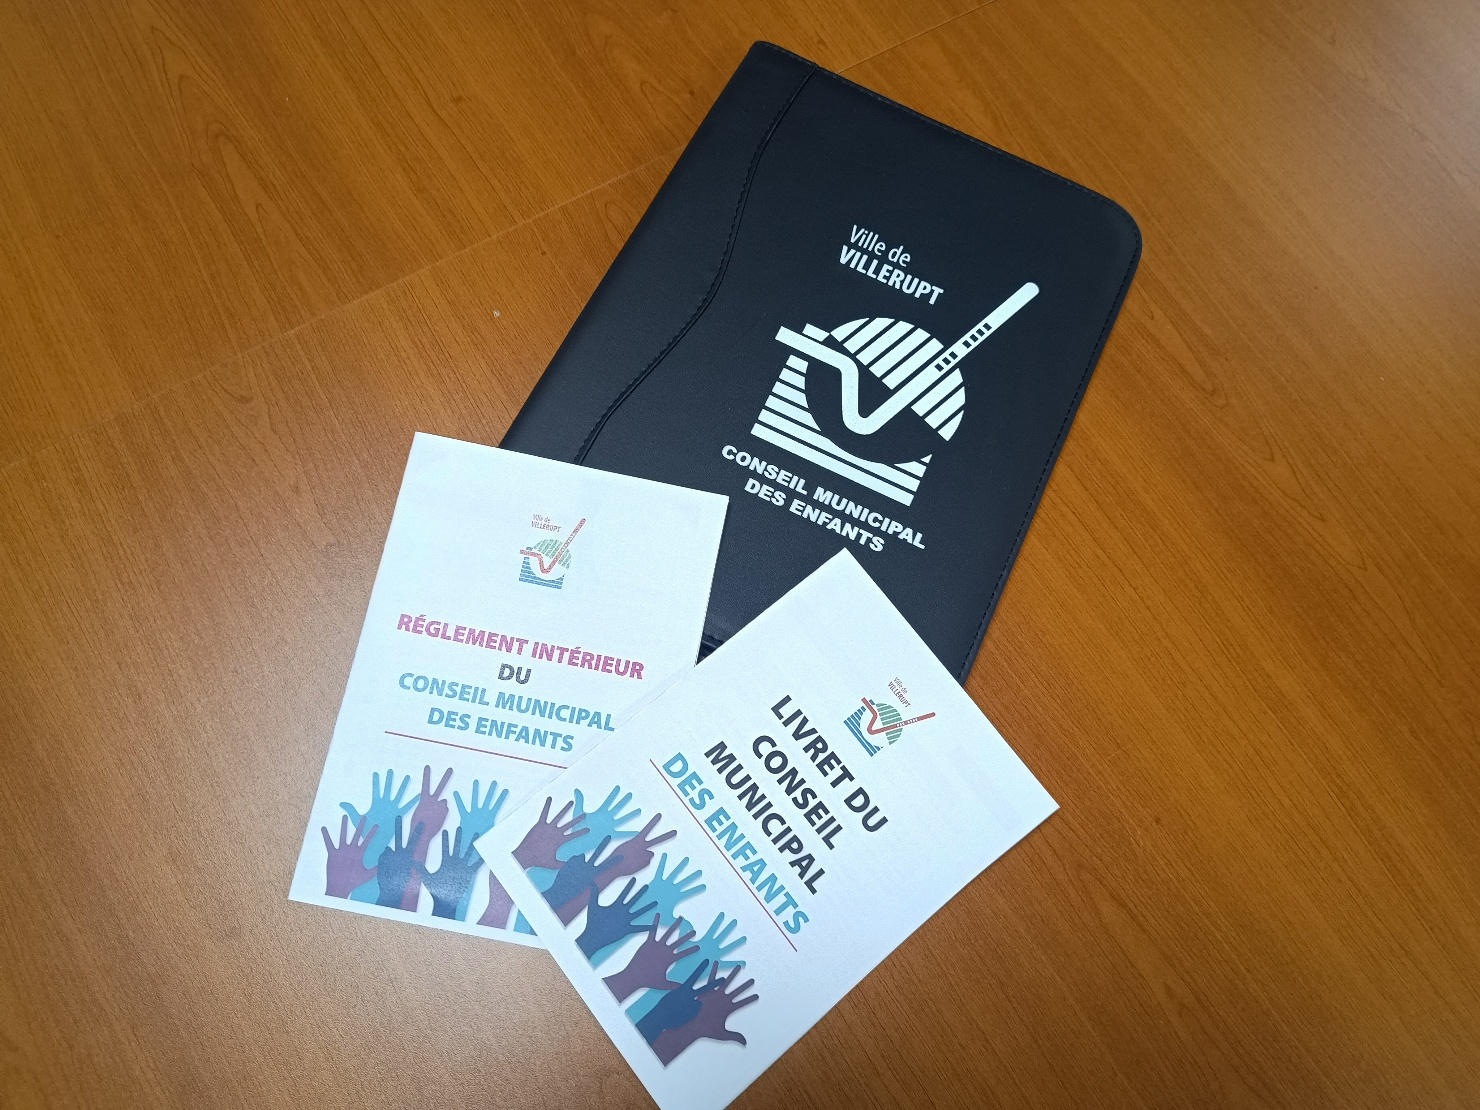 Ville de
VILLERUPT
CONSEIL MUNICIPAL
DES ENFANTS
Ville de
VILLERUPT
RÉGLEMENT INTÉRIEUR
DU
CONSEIL MUNICIPAL
DES ENFANTS
Ville de
VILLERUPT
LIVRET DU
CONSEIL
MUNICIPAL
DES ENFANTS